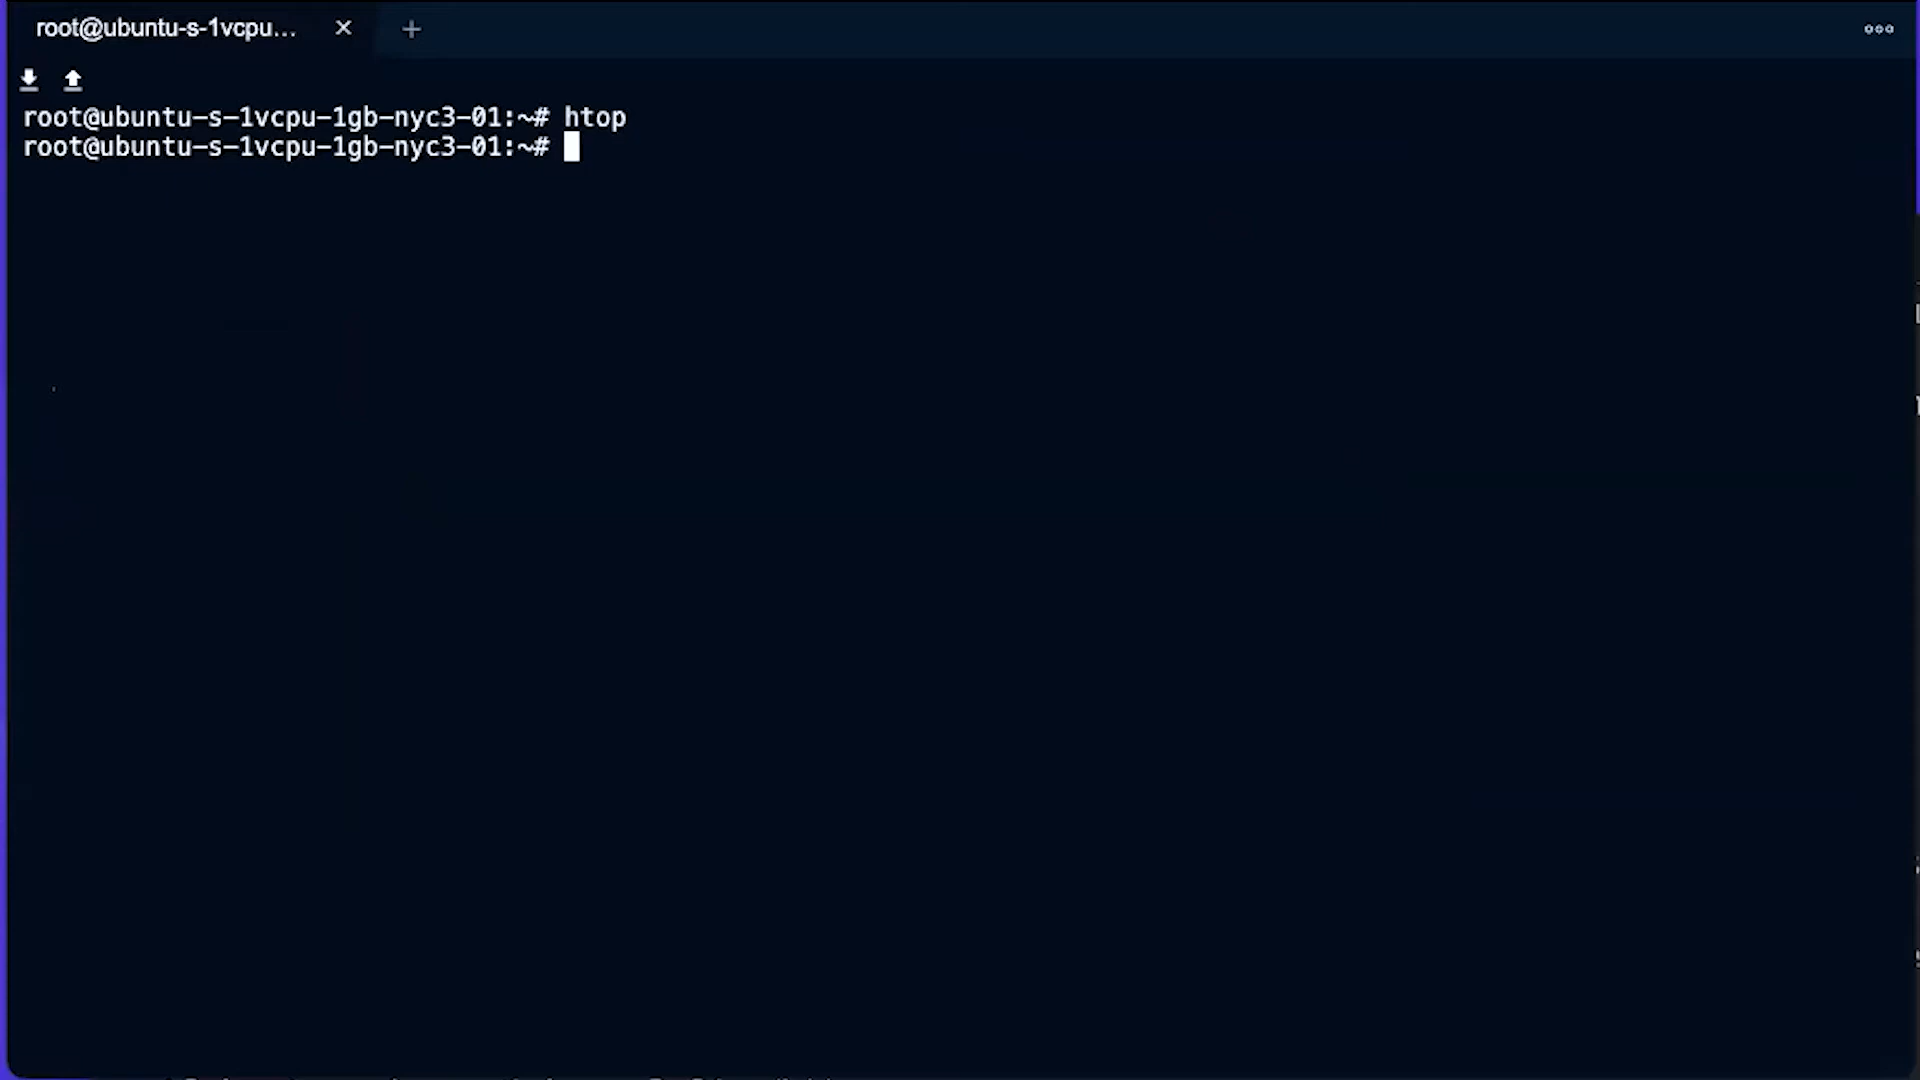 root@ubuntu-s-1vcpu...
root@ubuntu-s-1vcpu-1gb-nyc3-01:~# htop
root@ubuntu-s-1vcpu-1gb-nyc3-01:~#